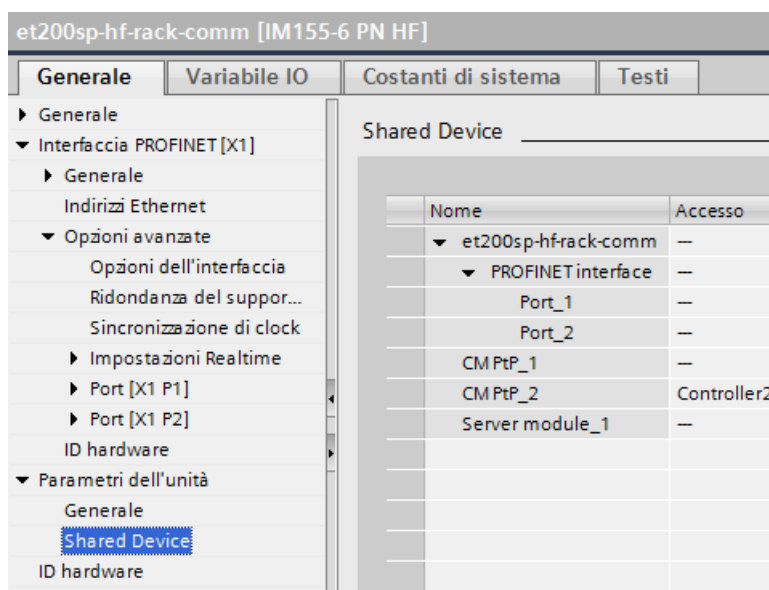 et200sp-hf-rack-comm [IM155-6 PN HF]
Generale Variabile IO Costanti di sistema Testi
Generale
Interfaccia PROFINET [X1]
Generale
Indirizzi Ethernet
Opzioni avanzate
Opzioni dell'interfaccia
Ridondanza del suppor...
Sincronizzazione di clock
Impostazioni Realtime
Port [X1 P1]
Port [X1 P2]
ID hardware
Parametri dell'unità
Generale
Shared Device
ID hardware
Shared Device
Nome Accesso
et200sp-hf-rack-comm ---
PROFINET interface ---
Port_1 ---
Port_2 ---
CM PtP_1 ---
CM PtP_2 Controller2
Server module_1 ---